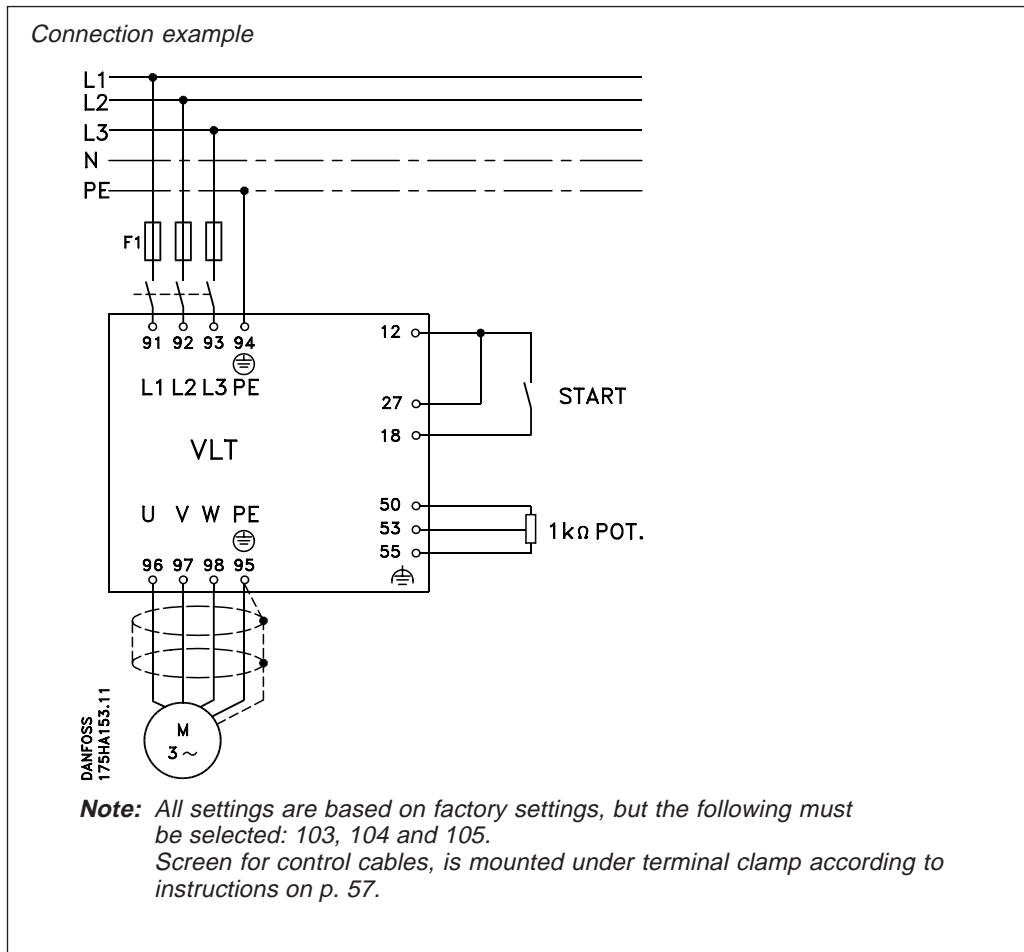 Connection example
L1
L2
L3
N
PE
F1
91 92 93 94
L1 L2 L3 PE
VLT
U V W PE
96 97 98 95
12
27
18
START
50
53
55
1kΩ POT.
M
3~
DANFOSS
175HA153.11
Note: All settings are based on factory settings, but the following must
be selected: 103, 104 and 105.
Screen for control cables, is mounted under terminal clamp according to
instructions on p. 57.